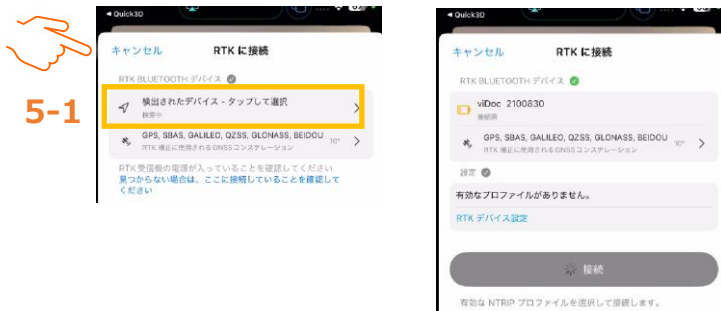 5-1
◀ Quick3D
キャンセル RTK に接続
RTK BLUETOOTH デバイス
検出されたデバイス - タップして選択
検索中
GPS, SBAS, GALILEO, QZSS, GLONASS, BEIDOU 10°
RTK 補正に使用される GNSS コンステレーション
RTK 受信機の電源が入っていることを確認してください
見つからない場合は、ここに接続していることを確認して
ください
◀ Quick3D
キャンセル RTK に接続
RTK BLUETOOTH デバイス
viDoc 2100830
接続済
GPS, SBAS, GALILEO, QZSS, GLONASS, BEIDOU 10°
RTK 補正に使用される GNSS コンステレーション
設定
有効なプロファイルがありません。
RTK デバイス設定
接続
有効な NTRIP プロファイルを選択して接続します。